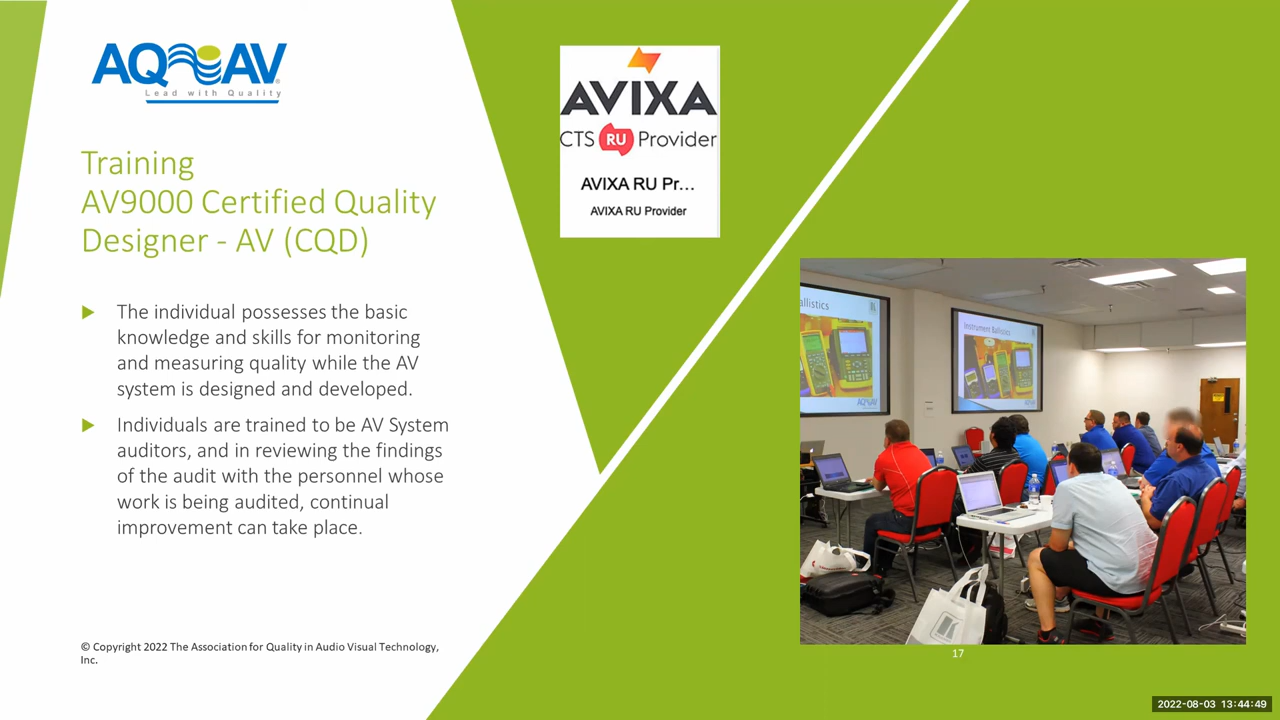 AQAV
Lead with Quality
Training
AV9000 Certified Quality
Designer - AV (CQD)
The individual possesses the basic
knowledge and skills for monitoring
and measuring quality while the AV
system is designed and developed.
Individuals are trained to be AV System
auditors, and in reviewing the findings
of the audit with the personnel whose
work is being audited, continual
improvement can take place.
© Copyright 2022 The Association for Quality in Audio Visual Technology,
Inc.
AVIXA
CTS RU Provider
AVIXA RU Pr...
AVIXA RU Provider
allistics
Instrument Ballistics
AQAV
17
2022-08-03 13:44:49